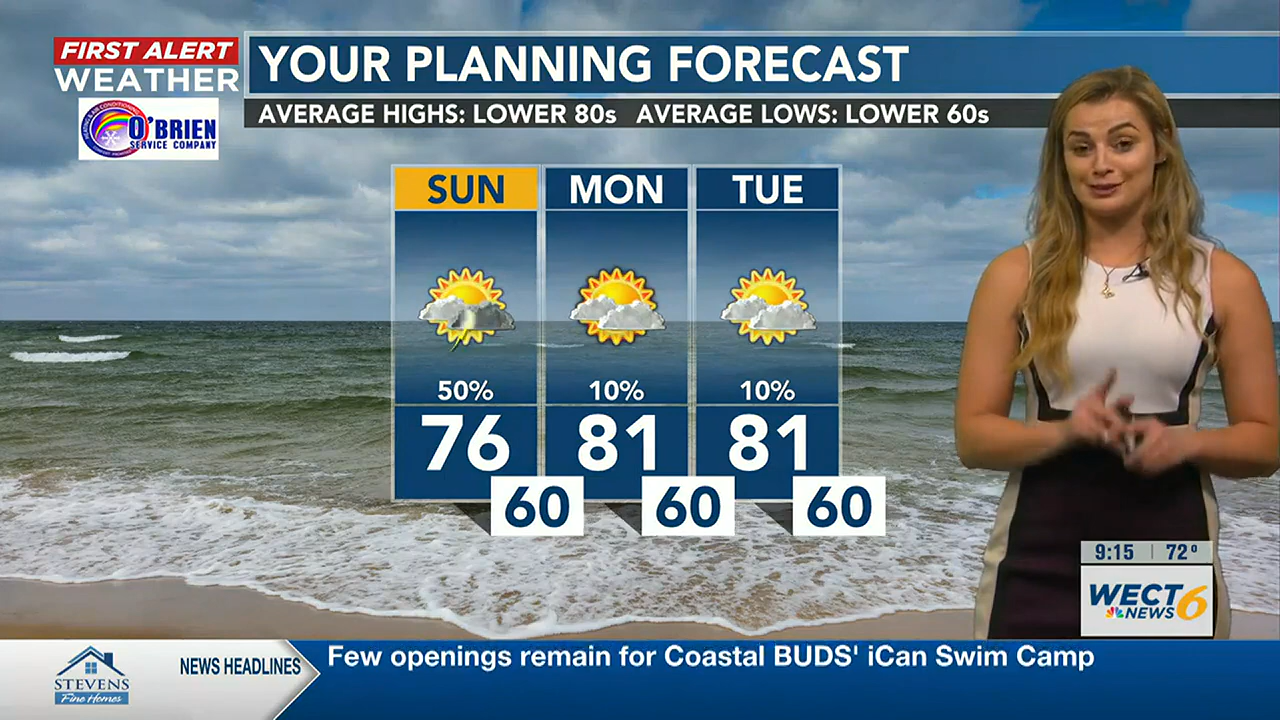 FIRST ALERT
WEATHER
O'BRIEN
SERVICE COMPANY
YOUR PLANNING FORECAST
AVERAGE HIGHS: LOWER 80s AVERAGE LOWS: LOWER 60s
SUN MON TUE
50% 10% 10%
76 81 81
60 60 60
9:15 72°
WECT 6
NEWS
STEVENS
Fine Homes
NEWS HEADLINES
Few openings remain for Coastal BUDS' iCan Swim Camp